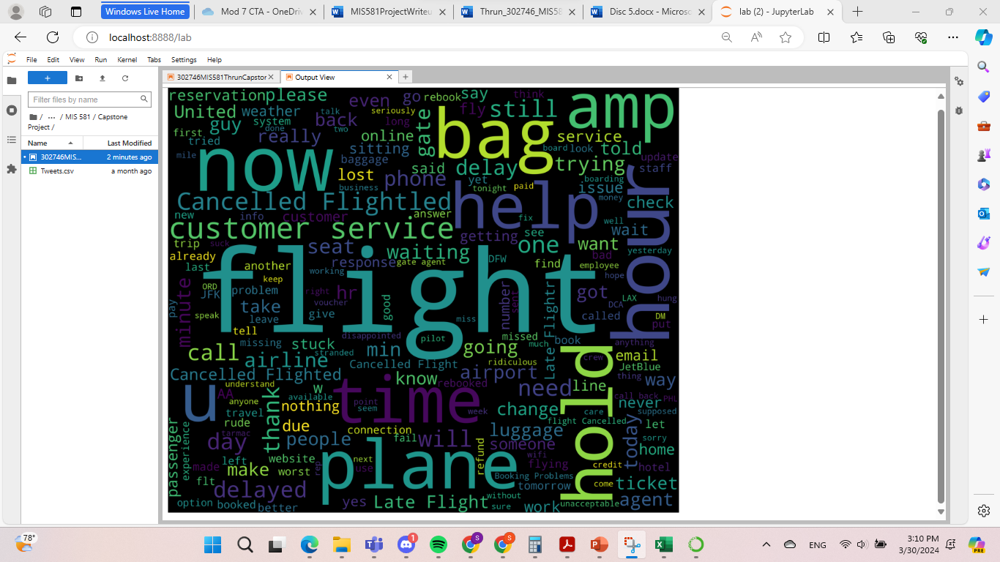 Windows Live Home
Mod 7 CTA - OneDriv
MIS581ProjectWriteu
Thrun_302746_MIS58
Disc 5.docx - Microsof
lab (2) - JupyterLab
localhost:8888/lab
File Edit View Run Kernel Tabs Settings Help
302746MIS581ThrunCapstor
Output View
Filter files by name
/ ··· / MIS 581 / Capstone
Project /
Name Last Modified
302746MIS... 2 minutes ago
Tweets.csv a month ago
reservation please even go rebook say think amp
United weather back talk seriously gate fly still
guy system done two long bag service
first tried really online board look told
mile now sitting said delay trying update staff
baggage lost phone yet boarding
business tonight paid issue hour
Cancelled Flightled help money check
new info customer answer fix well wait
customer service getting see one want yesterday
trip suck seat waiting bad
already another response gate agent DFW find employee
last working hope
ORD keep flight got LAX hung
JFK problem right number sent DCA
pay take voucher good called DM
minute hr Late Flightr put
speak leave give miss
tell pilot missed much book
missing stuck disappointed going anything
call stranded min ridiculous hold crew email
airline Cancelled Flight JetBlue
Cancelled Flighted know rebooked airport need line thing way
understand W call back PHL
u AA available time change never supposed
anyone nothing point week care
travel thank seem flight Cancelled
rude due connection luggage today let
passenger experience tarmac people fail will someone sorry
day plane refund wifi home
made left website next flying credit hotel
make worst rep use Booking Problems
flt delayed tomorrow come ticket
option booked better yes Late Flight without sure work unacceptable agent
78°
1
S
S
ENG
3:10 PM
3/30/2024
PRE